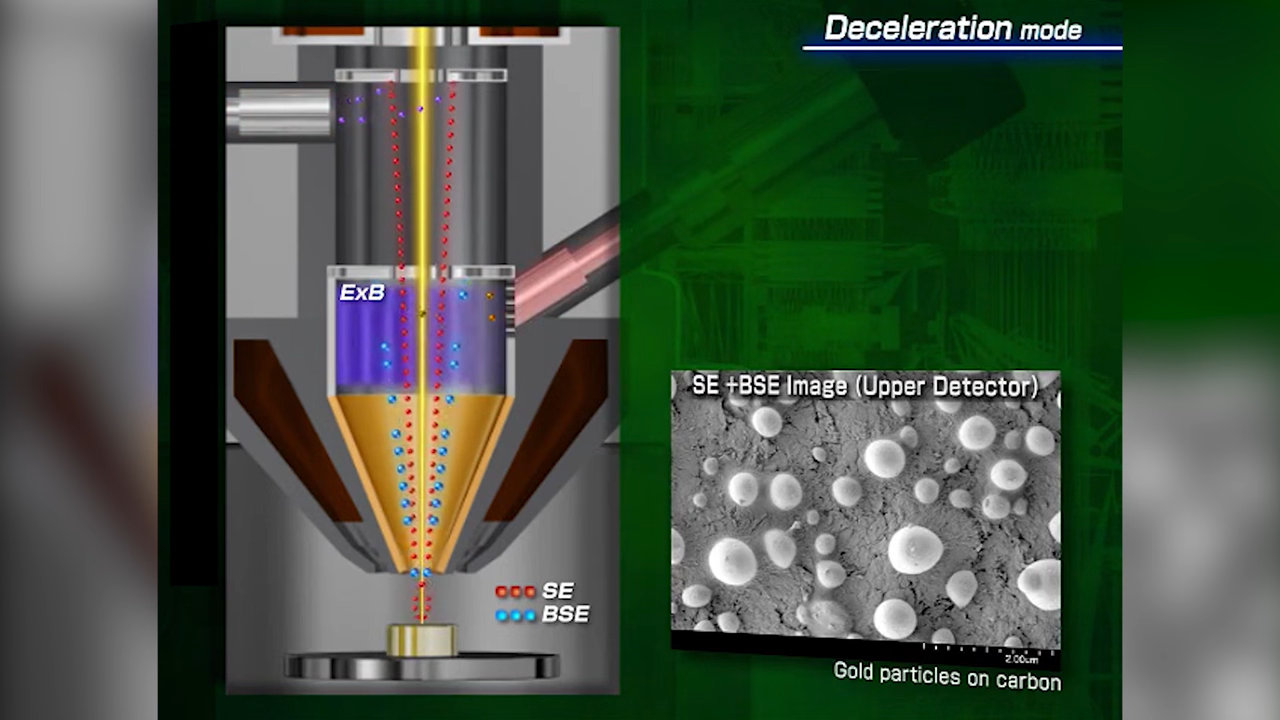 Deceleration mode
ExB
SE
BSE
SE +BSE Image (Upper Detector)
2.00um
Gold particles on carbon